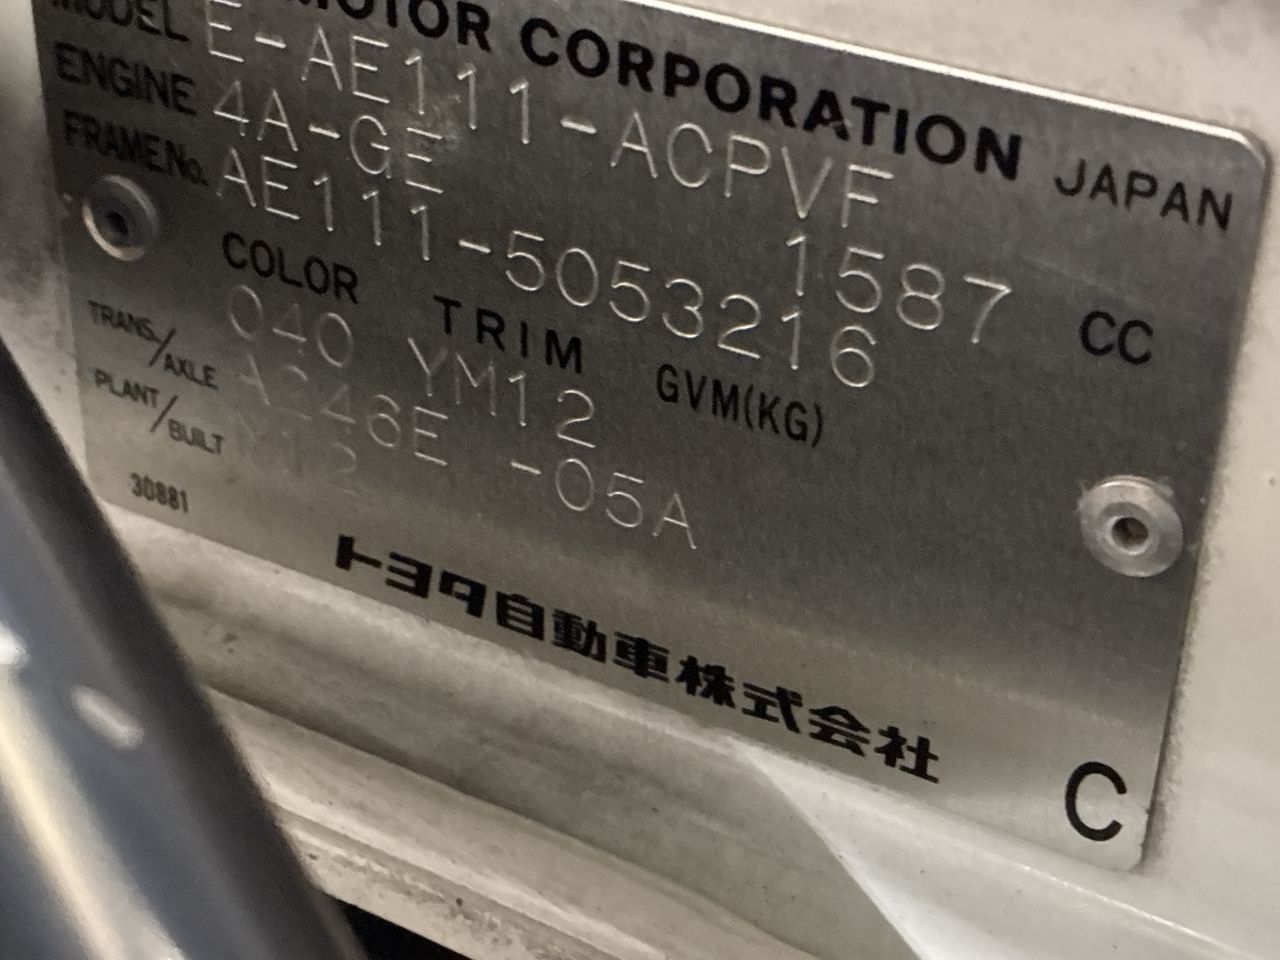 MOTOR CORPORATION JAPAN
MODEL E-AE111-ACPVF
ENGINE 4A-GE 1587 CC
FRAME No. AE111-5053216
COLOR TRIM GVM(KG)
040 YM12
TRANS./AXLE A246E -05A
PLANT/BUILT
30881
トヨタ自動車株式会社
C